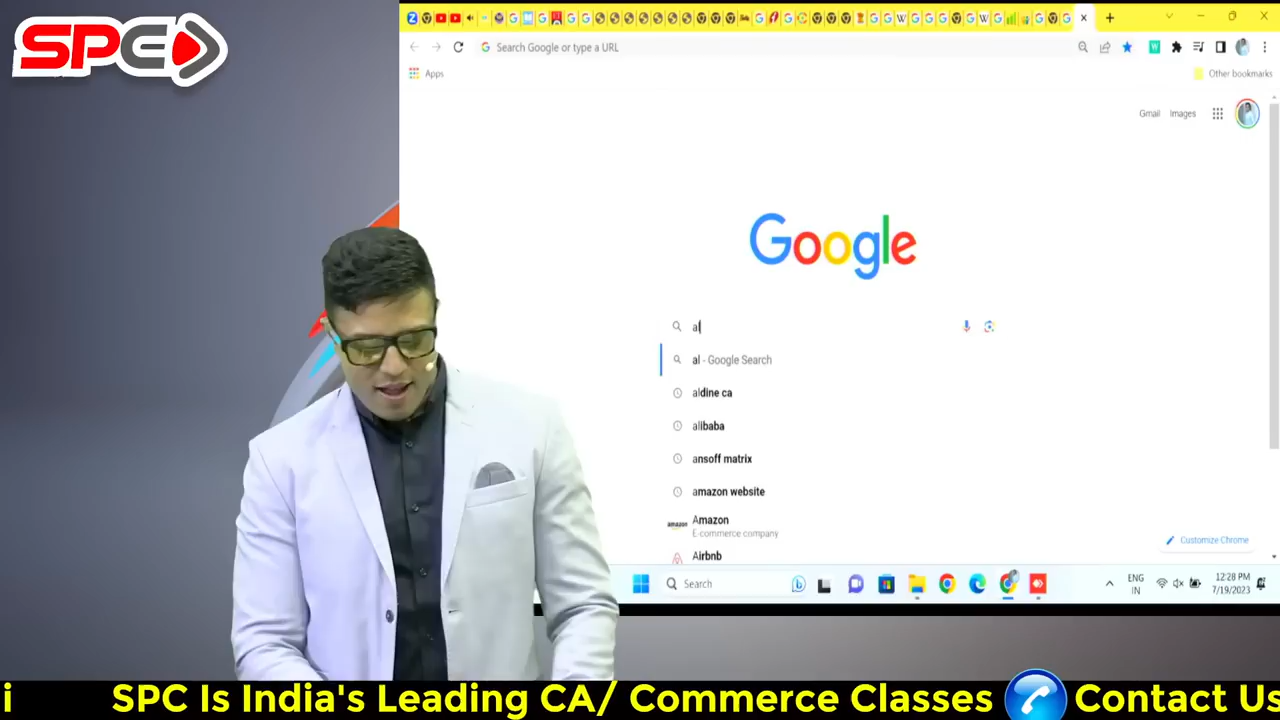 SPC
Search Google or type a URL
Apps
Other bookmarks
Gmail
Images
Google
al
al - Google Search
aldine ca
alibaba
ansoff matrix
amazon website
amazon
Amazon
E-commerce company
Airbnb
Customize Chrome
Search
ENG
IN
12:28 PM
7/19/2023
i
SPC Is India's Leading CA/ Commerce Classes
Contact Us